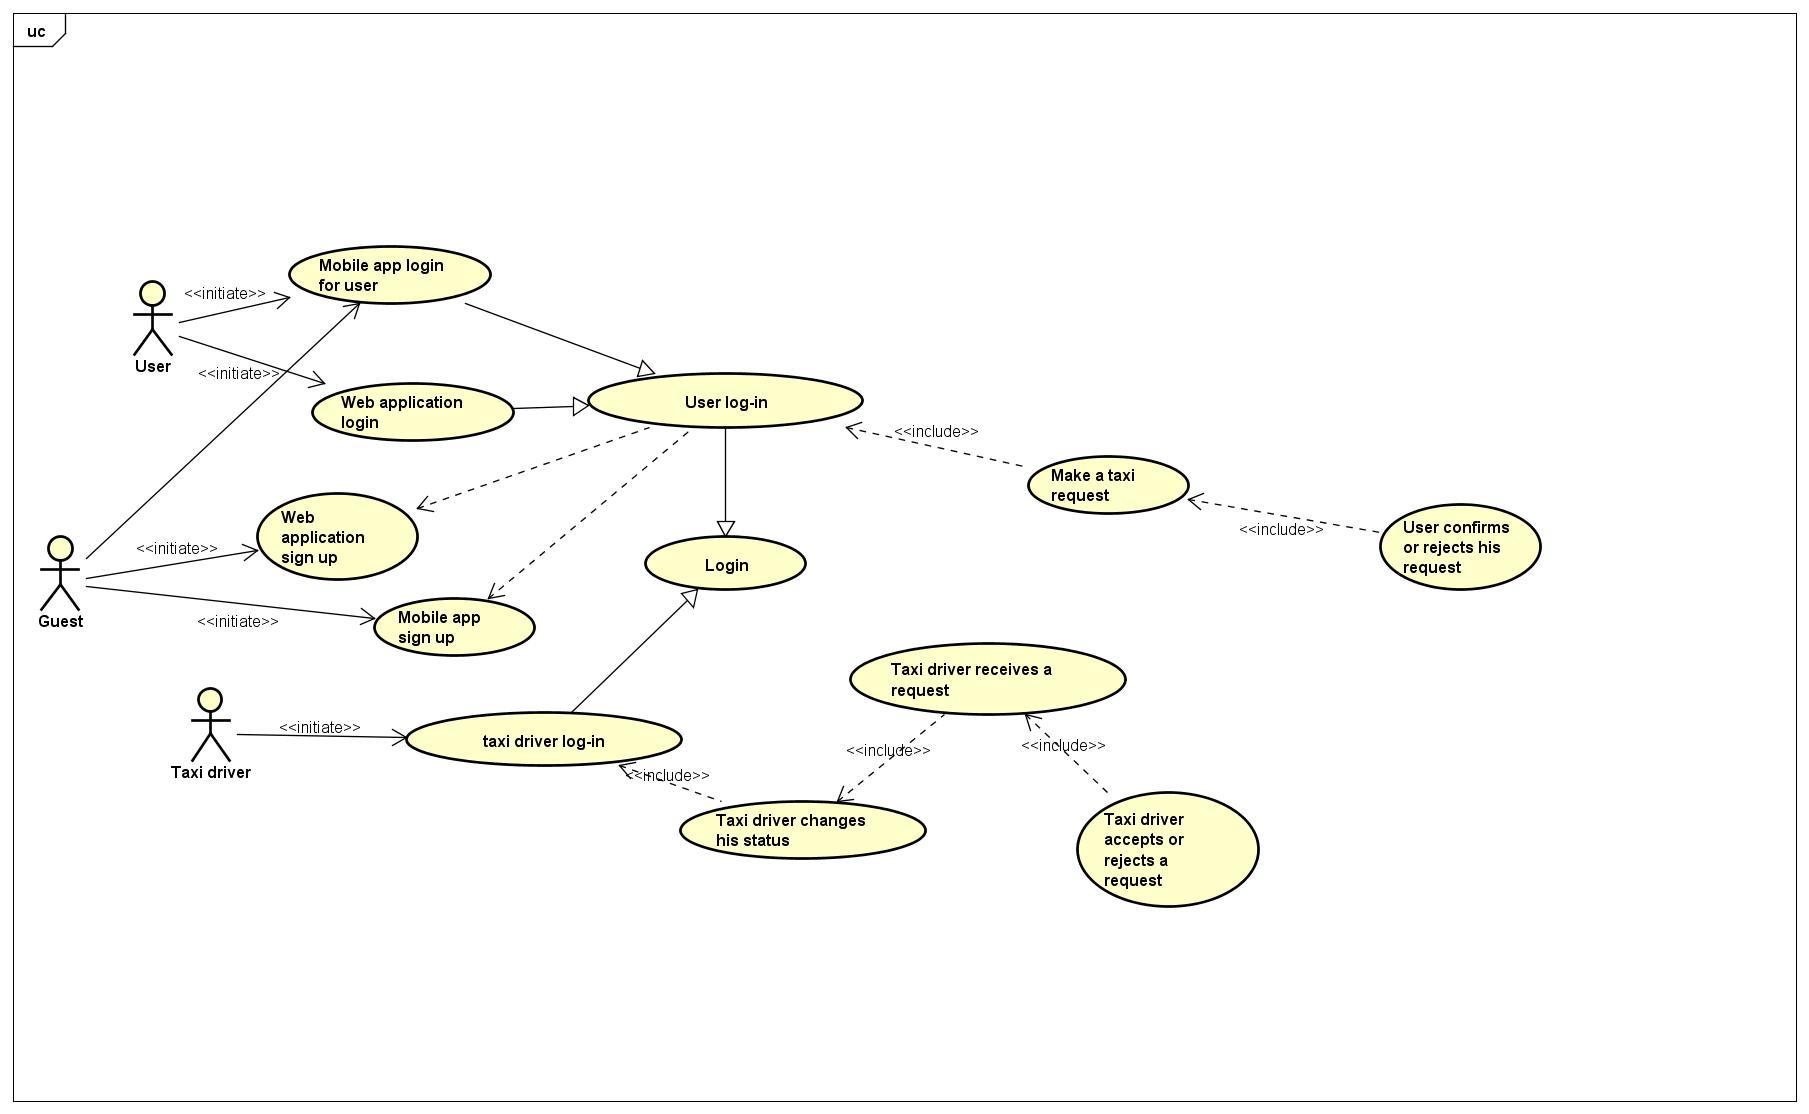 uc
Mobile app login
for user
<<initiate>>
User
<<initiate>>
Web application
login
User log-in
<<include>>
Make a taxi
request
<<include>>
User confirms
or rejects his
request
Web
application
sign up
<<initiate>>
Guest
<<initiate>>
Mobile app
sign up
Login
Taxi driver receives a
request
Taxi driver
<<initiate>>
taxi driver log-in
<<include>>
<<include>>
<<include>>
Taxi driver changes
his status
Taxi driver
accepts or
rejects a
request